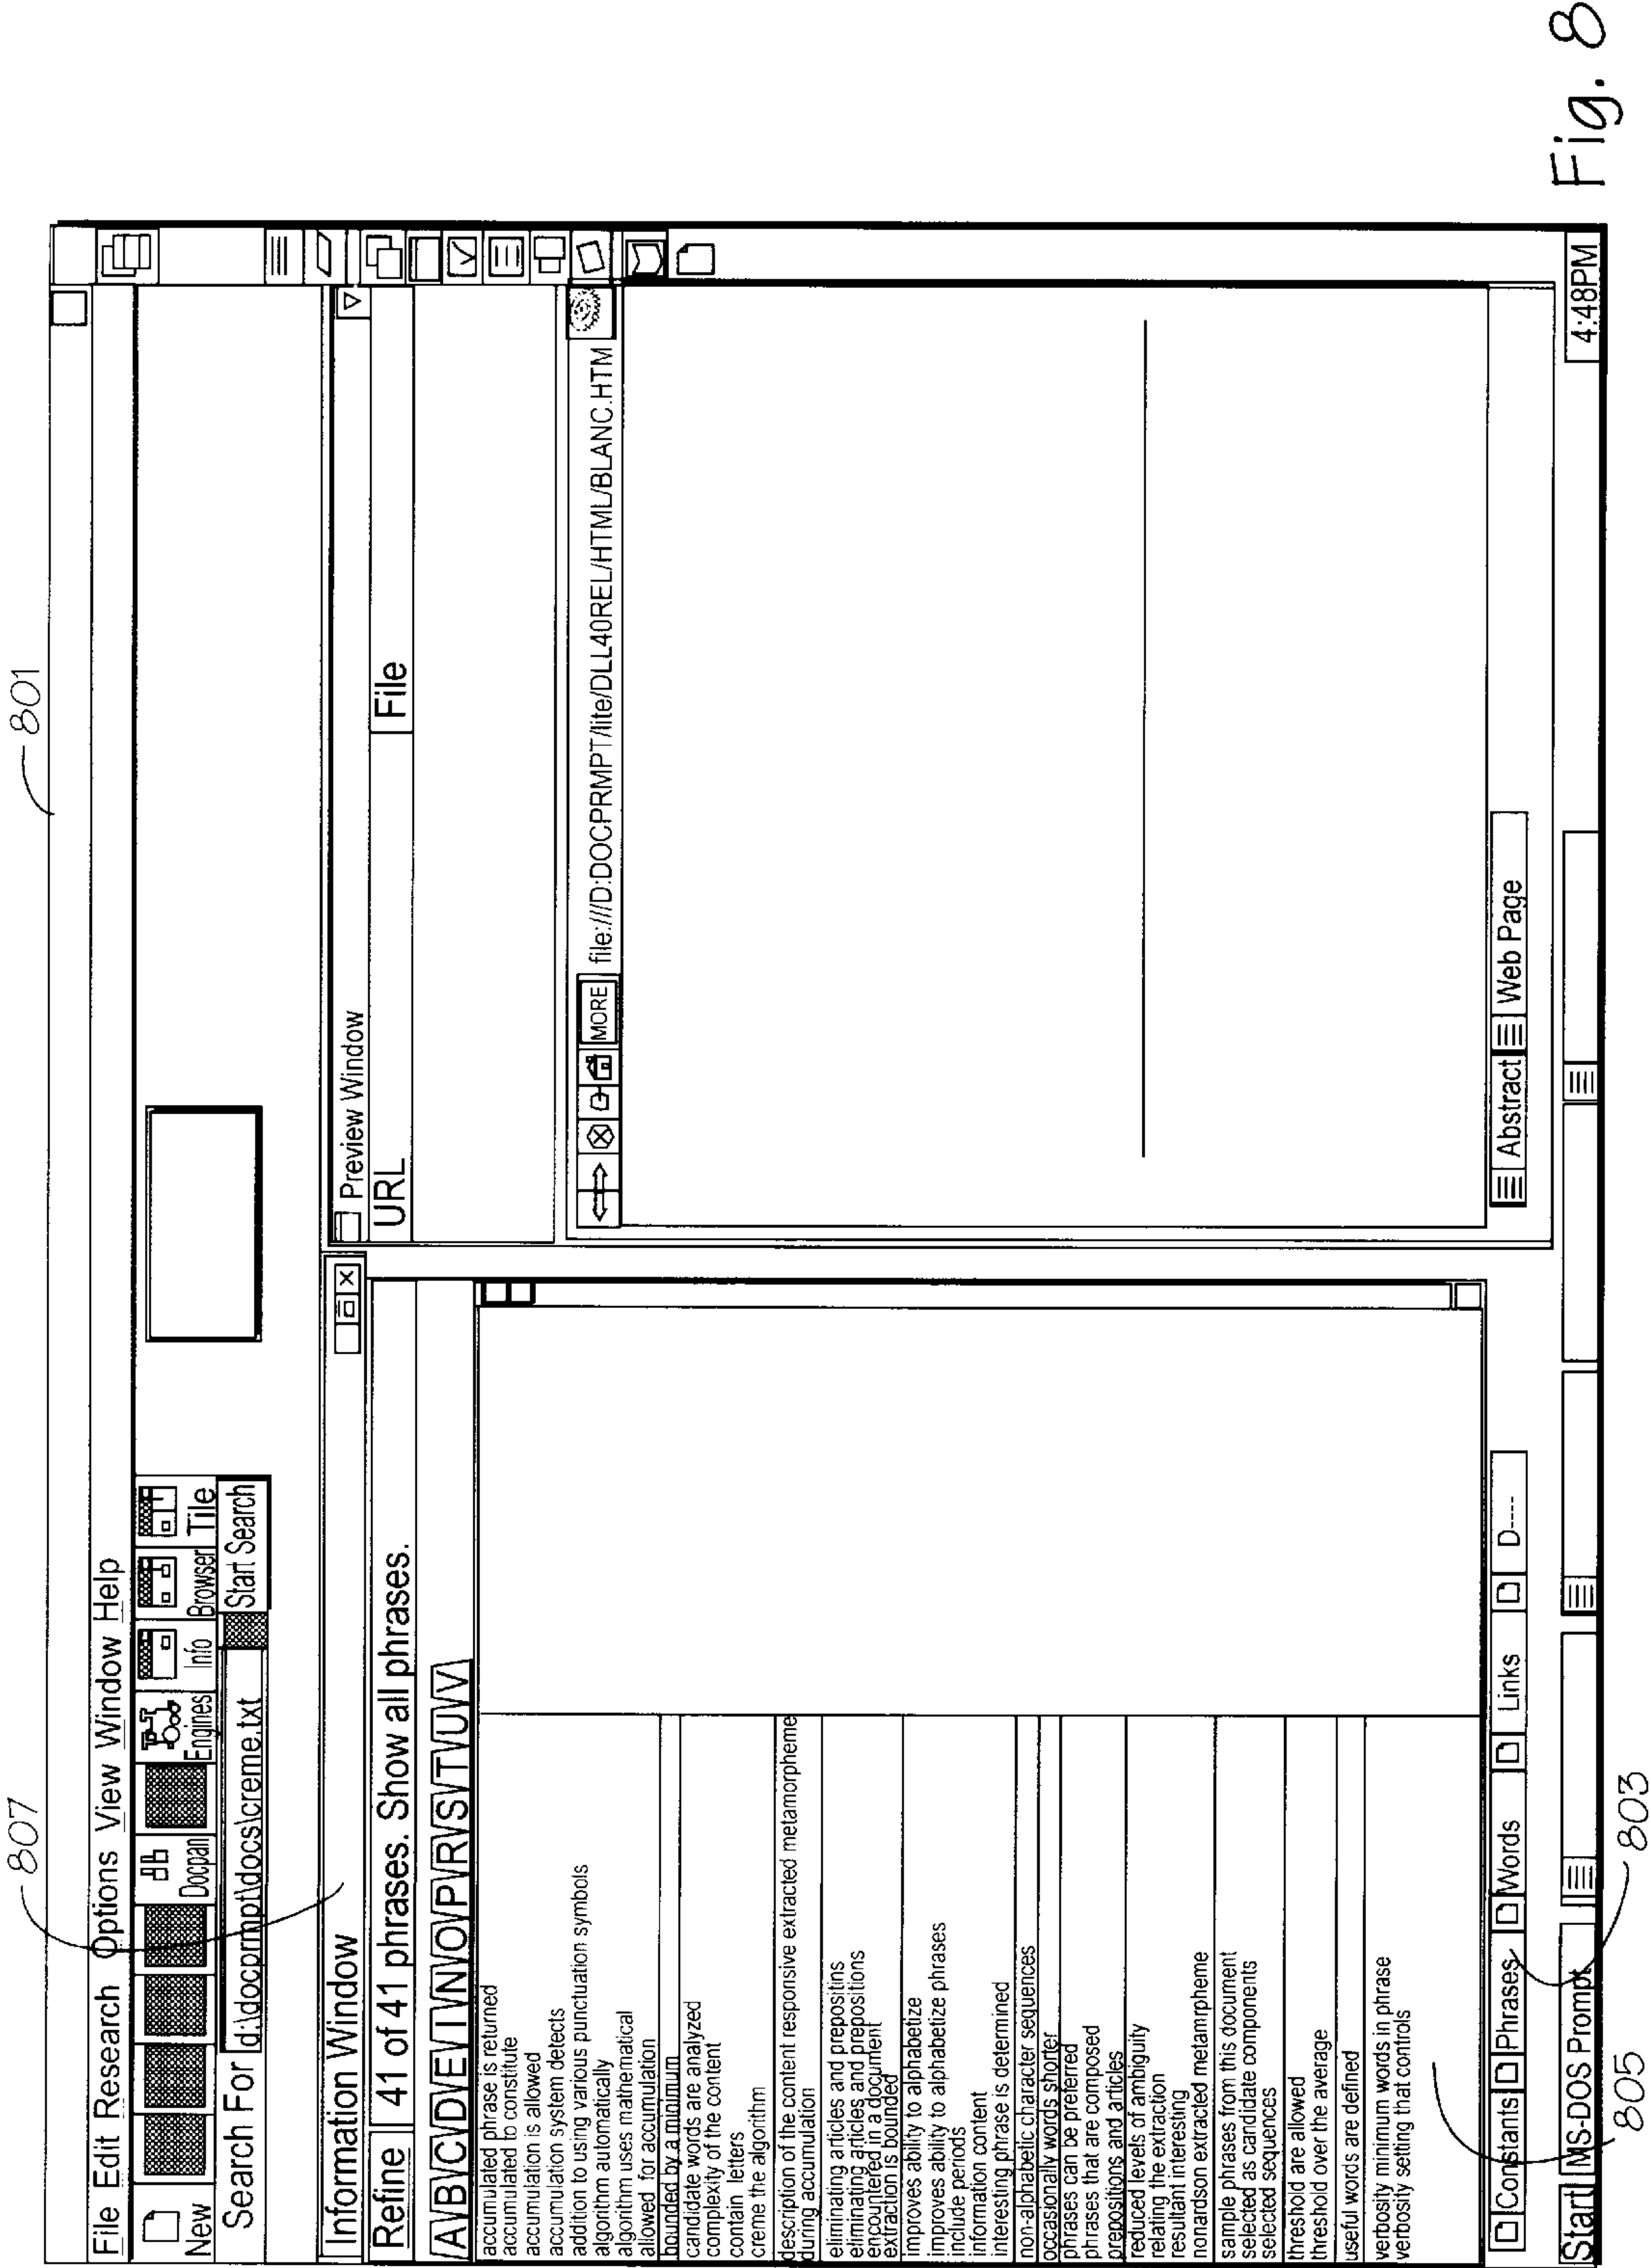 801
807
File Edit Research Options View Window Help
New Docpan Engines Info Browser Tile
Search For d:\docprmpt\docs\creme.txt Start Search
Information Window
Preview Window
Refine 41 of 41 phrases. Show all phrases.
URL File
A\B\C\D\E\I\N\O\P\R\S\T\U\V\
accumulated phrase is returned
accumulated to constitute
accumulation is allowed
accumulation system detects
addition to using various punctuation symbols
algorithm automatically
algorithm uses mathematical
allowed for accumulation
bounded by a minimum
candidate words are analyzed
complexity of the content
contain letters
creme the algorithm
description of the content responsive extracted metamorpheme
during accumulation
eliminating articles and prepositins
eliminating articles and prepositions
encountered in a document
extraction is bounded
improves ability to alphabetize
improves ability to alphabetize phrases
include periods
information content
interesting phrase is determined
non-alphabetic character sequences
occasionally words shorter
phrases can be preferred
phrases that are composed
prepositions and articles
reduced levels of ambiguity
relating the extraction
resultant interesting
nonardson extracted metamrpheme
sample phrases from this document
selected as candidate components
selected sequences
threshold are allowed
threshold over the average
useful words are defined
verbosity minimum words in phrase
verbosity setting that controls
MORE file:///D:DOCPRMPT/lite/DLL40REL/HTML/BLANC.HTM
Constants Phrases Words Links D----
Abstract Web Page
Start MS-DOS Prompt 4:48PM
805
803
Fig. 8